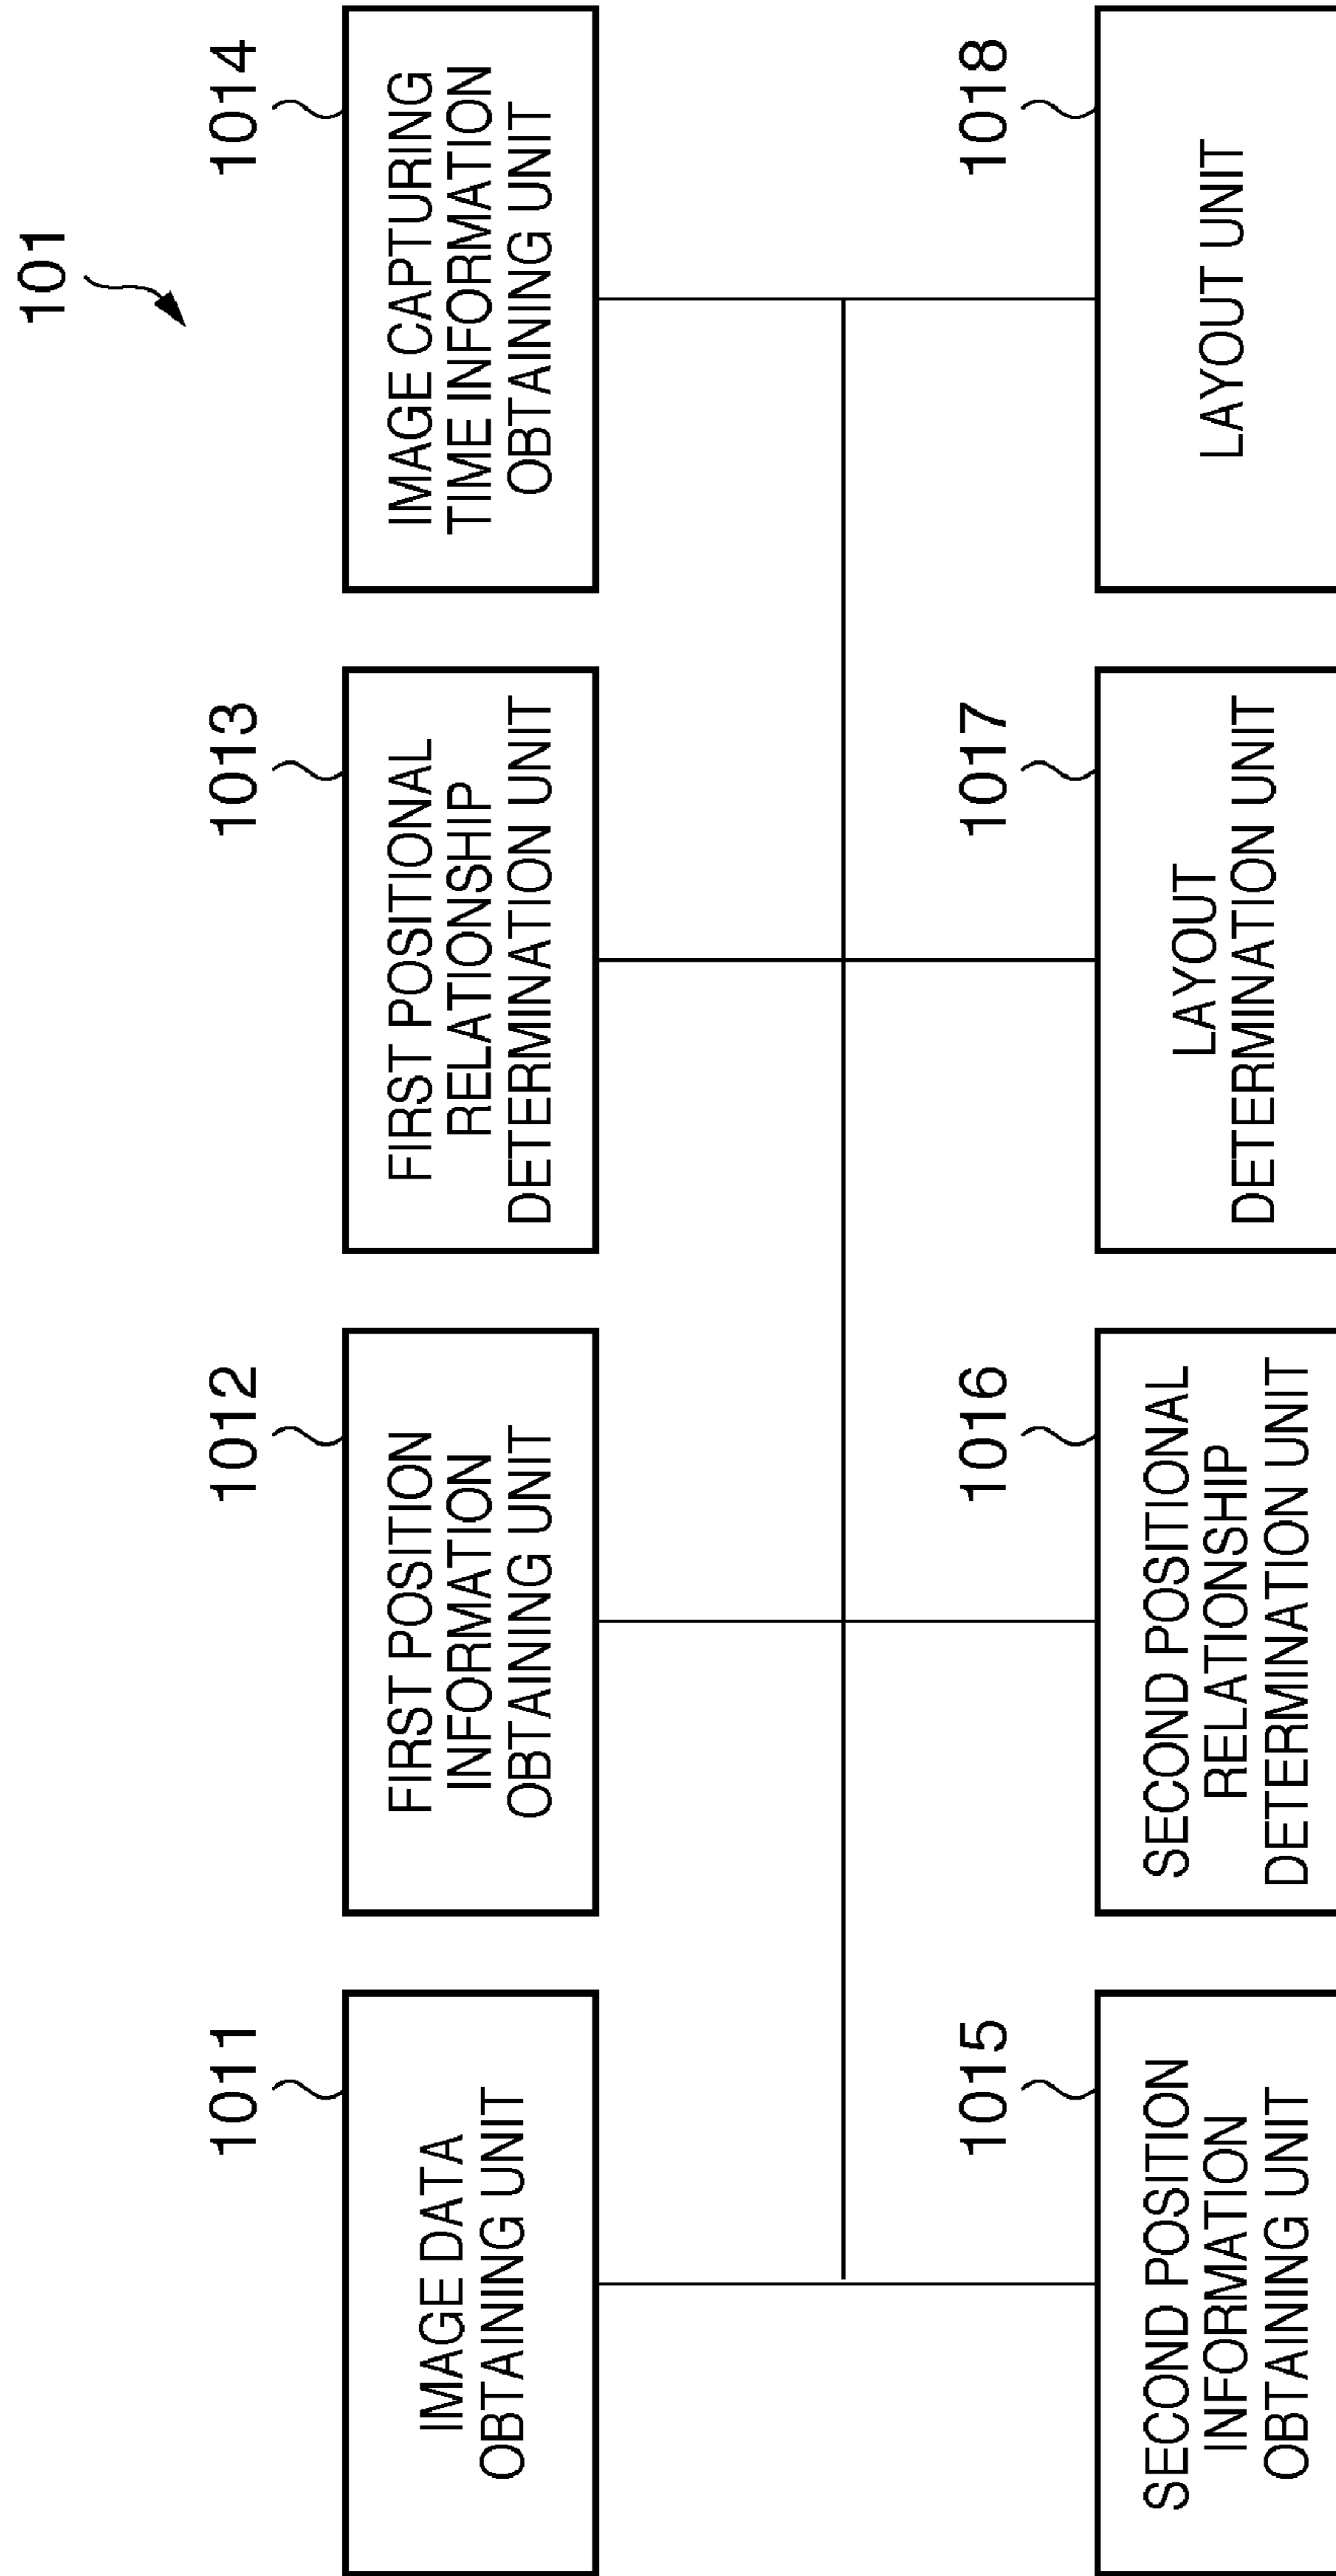 101
1011
IMAGE DATA
OBTAINING UNIT
1012
FIRST POSITION
INFORMATION
OBTAINING UNIT
1013
FIRST POSITIONAL
RELATIONSHIP
DETERMINATION UNIT
1014
IMAGE CAPTURING
TIME INFORMATION
OBTAINING UNIT
1015
SECOND POSITION
INFORMATION
OBTAINING UNIT
1016
SECOND POSITIONAL
RELATIONSHIP
DETERMINATION UNIT
1017
LAYOUT
DETERMINATION UNIT
1018
LAYOUT UNIT